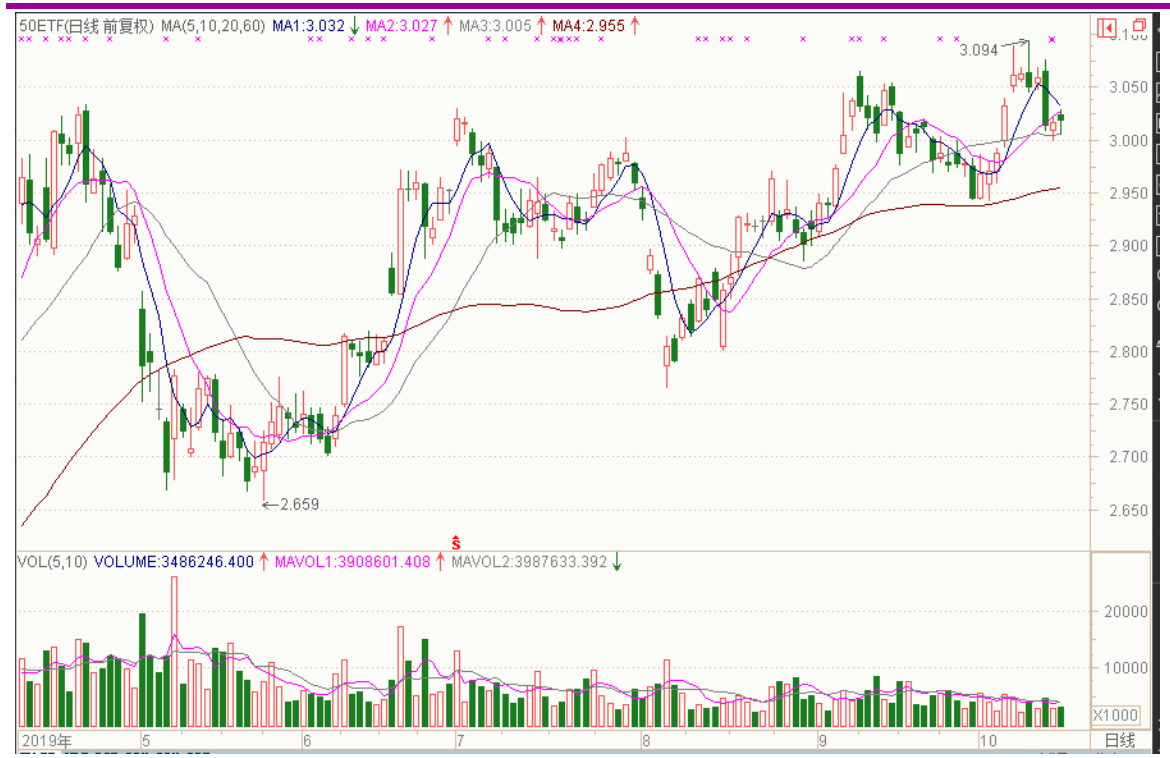 50ETF(日线 前复权) MA(5,10,20,60) MA1:3.032↓ MA2:3.027↑ MA3:3.005↑ MA4:2.955↑
3.094
3.050
3.000
2.950
2.900
2.850
2.800
2.750
2.700
2.659
2.650
Ŝ
VOL(5,10) VOLUME:3486246.400↑ MAVOL1:3908601.408↑ MAVOL2:3987633.392↓
20000
10000
X1000
2019年 5 6 7 8 9 10 日线